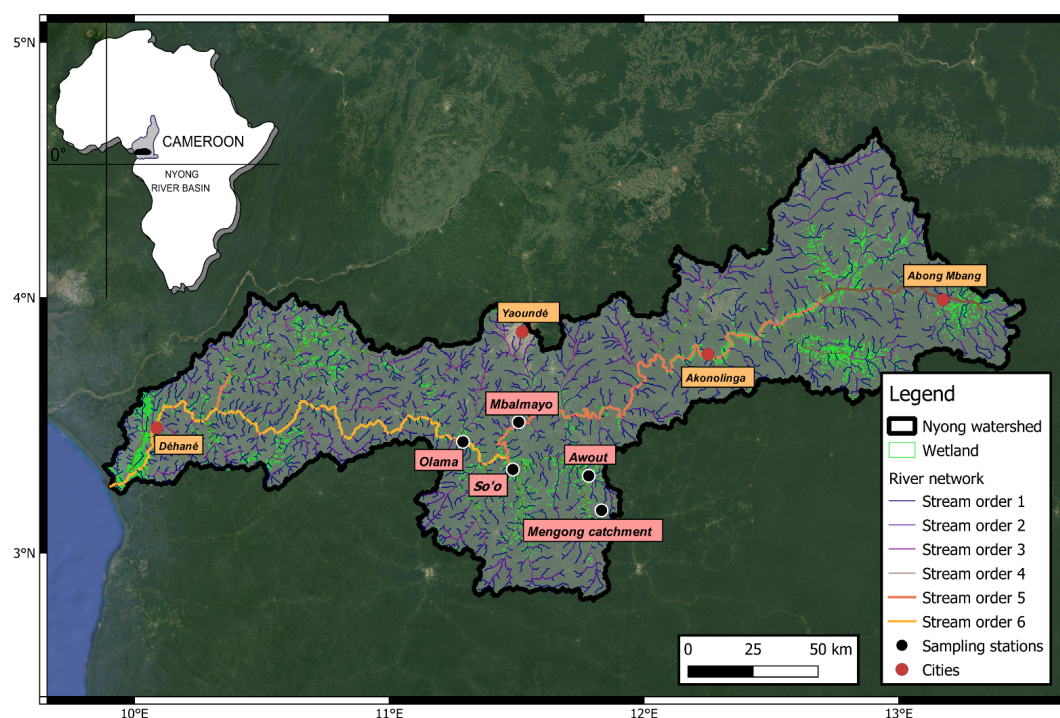 5°N
CAMEROON
0°
NYONG
RIVER BASIN
4°N
3°N
Abong Mbang
Yaoundé
Akonolinga
Mbalmayo
Déhané
Olama
Awout
So'o
Mengong catchment
Legend
Nyong watershed
Wetland
River network
Stream order 1
Stream order 2
Stream order 3
Stream order 4
Stream order 5
Stream order 6
Sampling stations
Cities
0 25 50 km
10°E 11°E 12°E 13°E